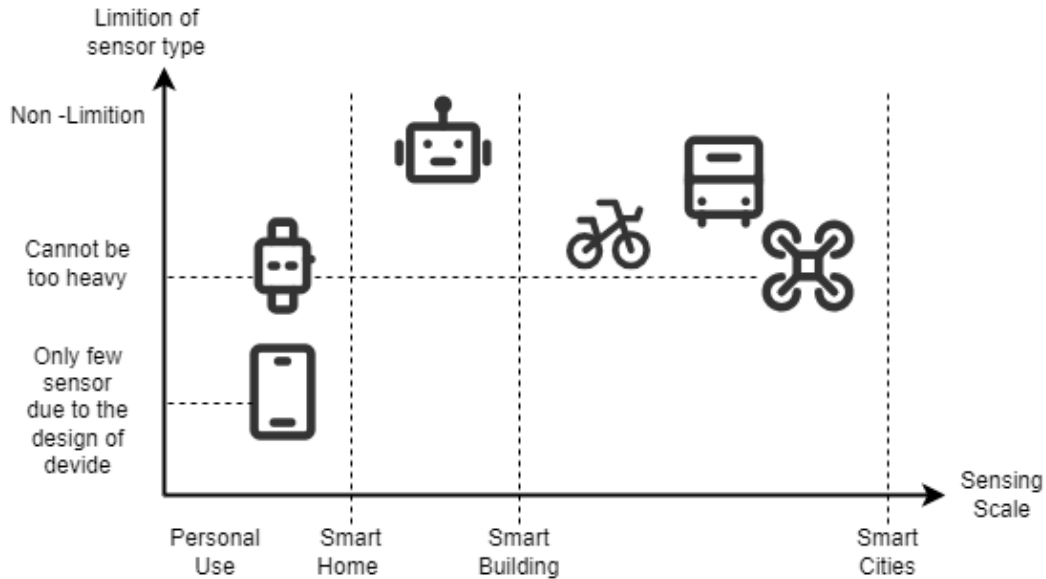 Limition of
sensor type
Non -Limition
Cannot be
too heavy
Only few
sensor
due to the
design of
devide
Sensing
Scale
Personal
Use
Smart
Home
Smart
Building
Smart
Cities